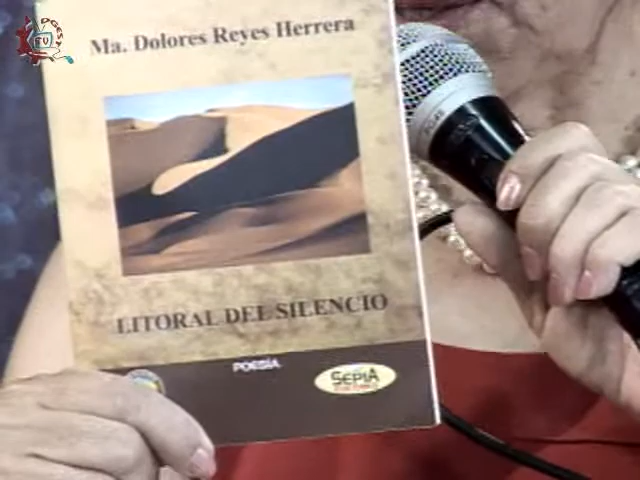 Ma. Dolores Reyes Herrera
LITORAL DEL SILENCIO
POESÍA
SEPIA